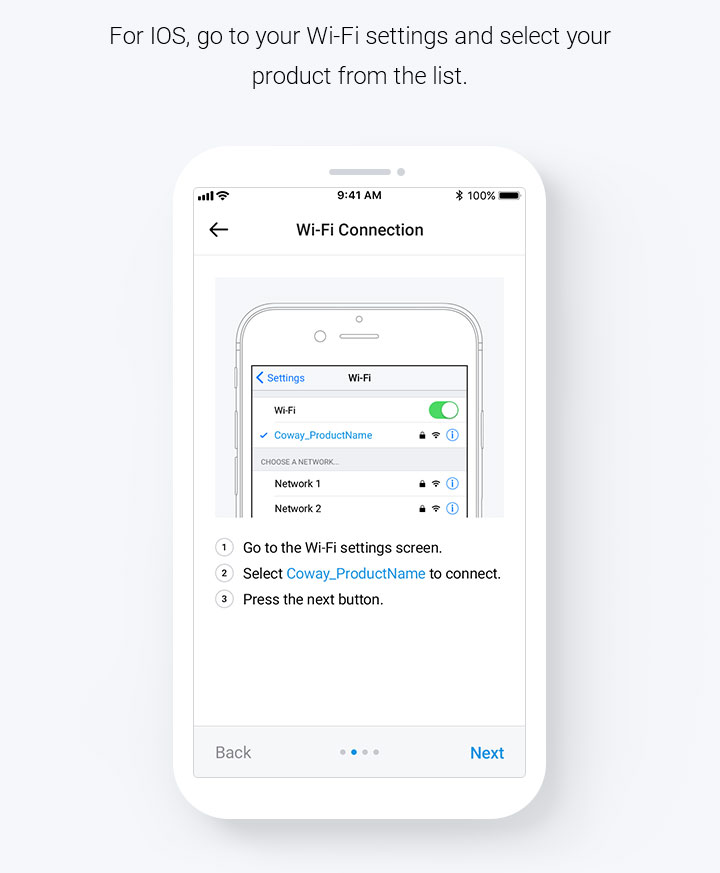 For IOS, go to your Wi-Fi settings and select your
product from the list.
9:41 AM
100%
Wi-Fi Connection
Settings
Wi-Fi
Wi-Fi
Coway_ProductName
CHOOSE A NETWORK...
Network 1
Network 2
1 Go to the Wi-Fi settings screen.
2 Select Coway_ProductName to connect.
3 Press the next button.
Back
Next